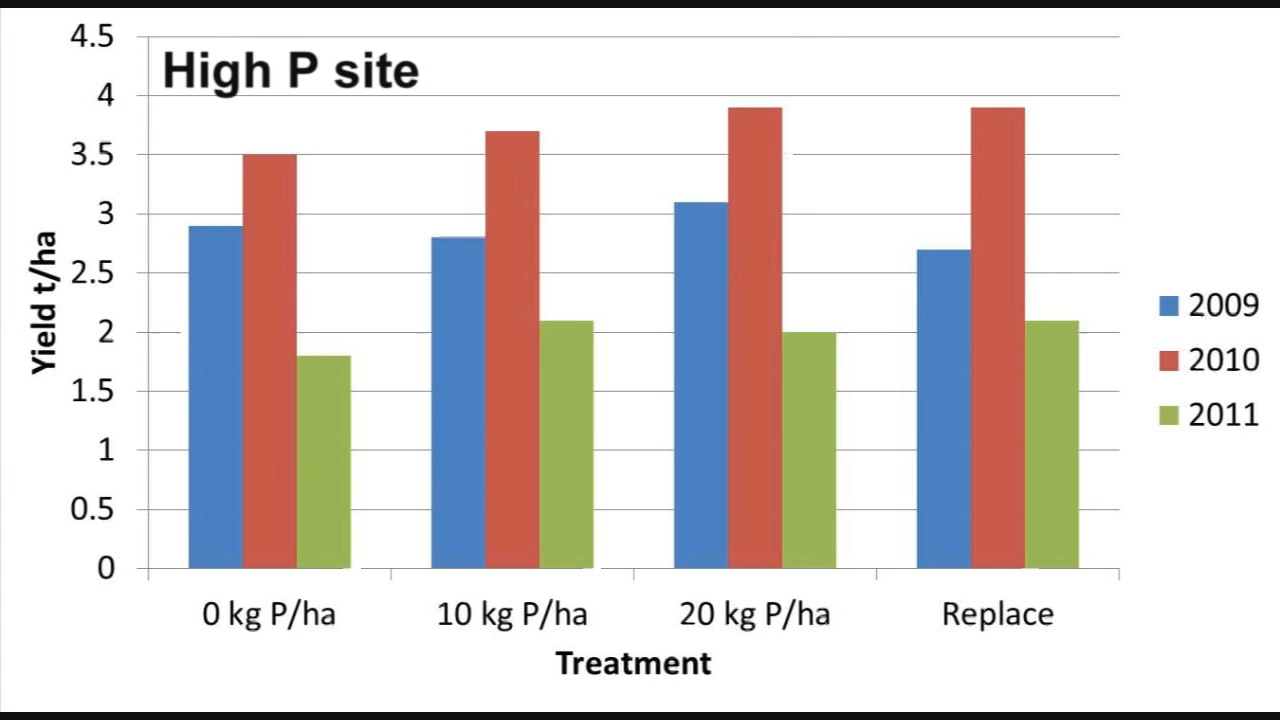 High P site
4.5
4
3.5
3
2.5
2
1.5
1
0.5
0
Yield t/ha
0 kg P/ha
10 kg P/ha
20 kg P/ha
Replace
Treatment
2009
2010
2011